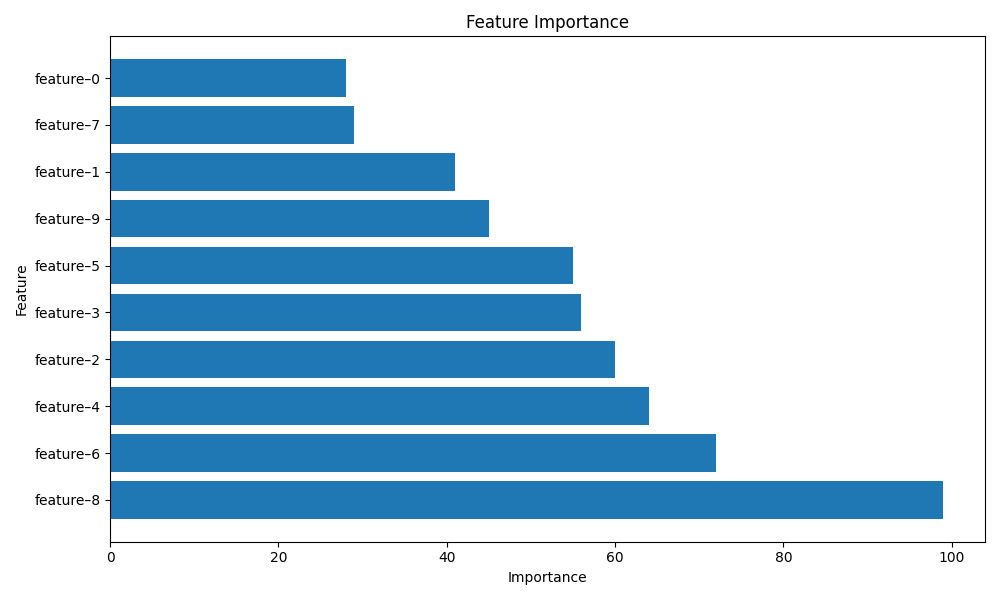 Feature Importance
feature–0
feature–7
feature–1
feature–9
feature–5
feature–3
feature–2
feature–4
feature–6
feature–8
Feature
0 20 40 60 80 100
Importance